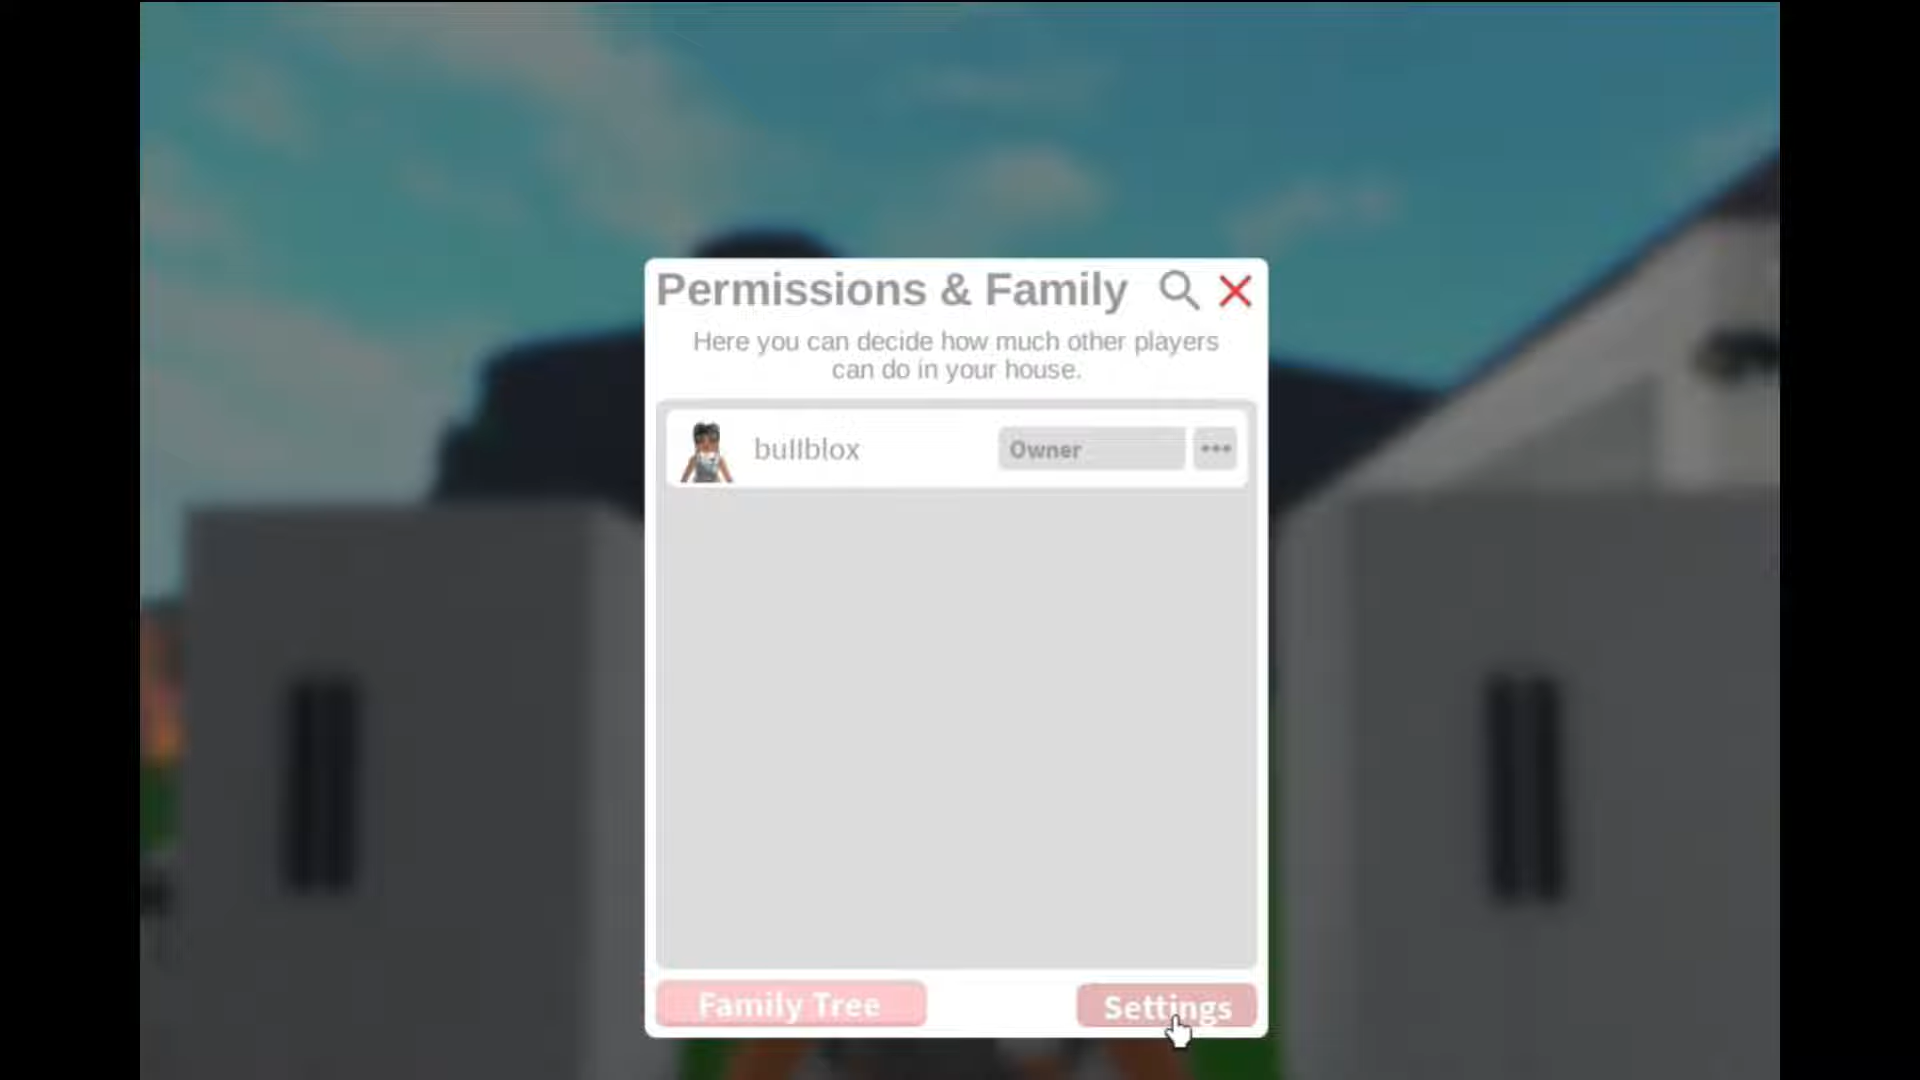 Permissions & Family
Here you can decide how much other players
can do in your house.
bullblox
Owner
Family Tree
Settings